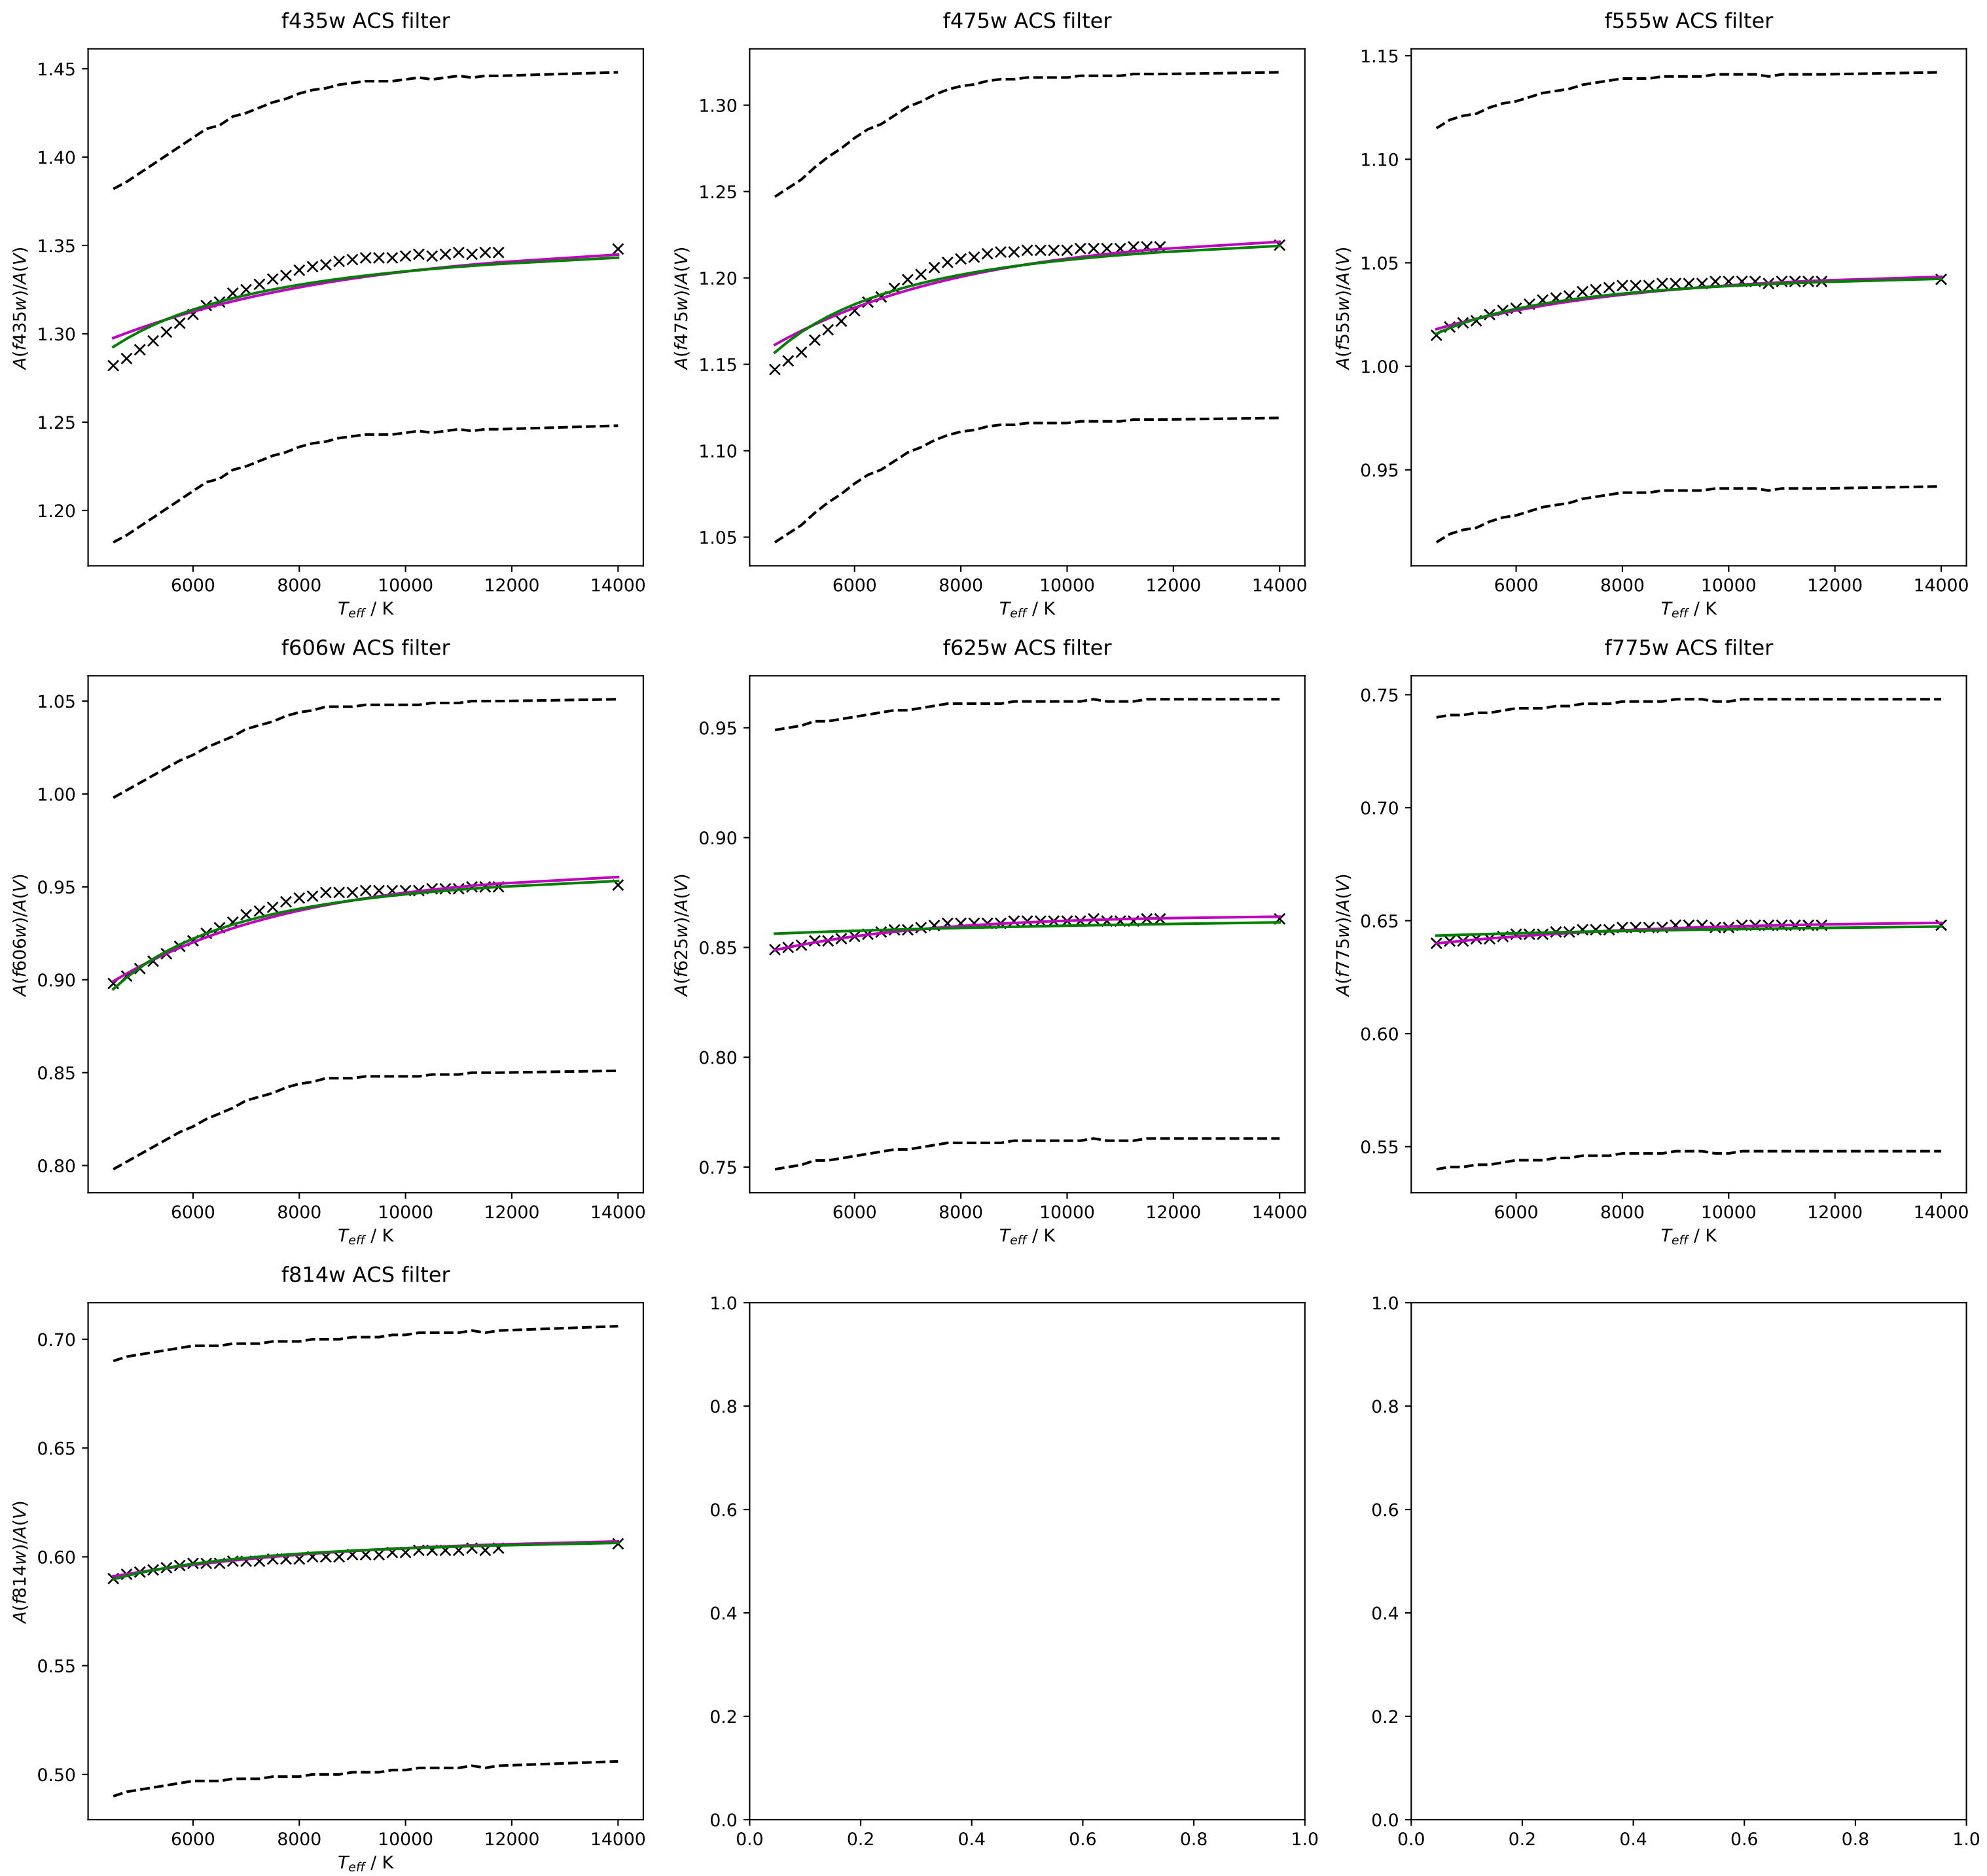 f435w ACS filter
1.45
1.40
1.35
1.30
1.25
1.20
A(f435w)/A(V)
6000 8000 10000 12000 14000
T_eff / K
f475w ACS filter
1.30
1.25
1.20
1.15
1.10
1.05
A(f475w)/A(V)
6000 8000 10000 12000 14000
T_eff / K
f555w ACS filter
1.15
1.10
1.05
1.00
0.95
A(f555w)/A(V)
6000 8000 10000 12000 14000
T_eff / K
f606w ACS filter
1.05
1.00
0.95
0.90
0.85
0.80
A(f606w)/A(V)
6000 8000 10000 12000 14000
T_eff / K
f625w ACS filter
0.95
0.90
0.85
0.80
0.75
A(f625w)/A(V)
6000 8000 10000 12000 14000
T_eff / K
f775w ACS filter
0.75
0.70
0.65
0.60
0.55
A(f775w)/A(V)
6000 8000 10000 12000 14000
T_eff / K
f814w ACS filter
0.70
0.65
0.60
0.55
0.50
A(f814w)/A(V)
6000 8000 10000 12000 14000
T_eff / K
1.0
0.8
0.6
0.4
0.2
0.0
0.0 0.2 0.4 0.6 0.8 1.0
1.0
0.8
0.6
0.4
0.2
0.0
0.0 0.2 0.4 0.6 0.8 1.0